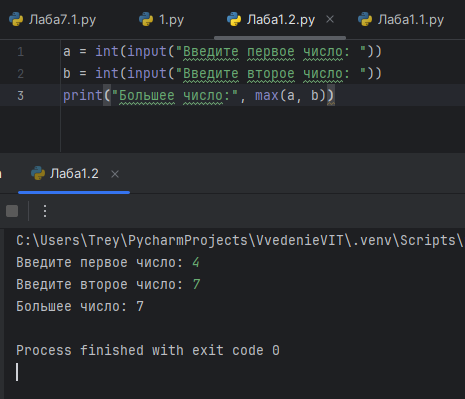 Лаба7.1.py 1.py Лаба1.2.py Лаба1.1.py
1 a = int(input("Введите первое число: "))
2 b = int(input("Введите второе число: "))
3 print("Большее число:", max(a, b))
Лаба1.2
C:\Users\Trey\PycharmProjects\VvedenieVIT\.venv\Scripts\
Введите первое число: 4
Введите второе число: 7
Большее число: 7
Process finished with exit code 0